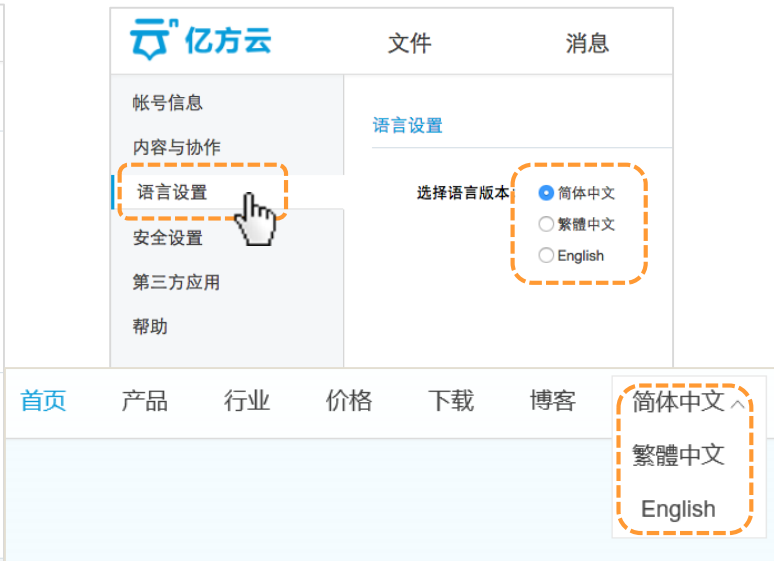 亿方云 文件 消息
帐号信息
内容与协作
语言设置
安全设置
第三方应用
帮助
语言设置
选择语言版本：
简体中文
繁體中文
English
首页 产品 行业 价格 下载 博客 简体中文
繁體中文
English